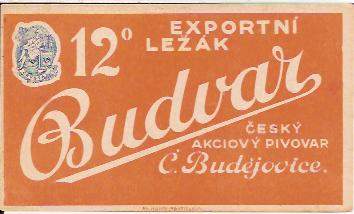 12° EXPORTNÍ
LEŽÁK
Budvar
ČESKÝ
AKCIOVÝ PIVOVAR
Č. Budějovice.